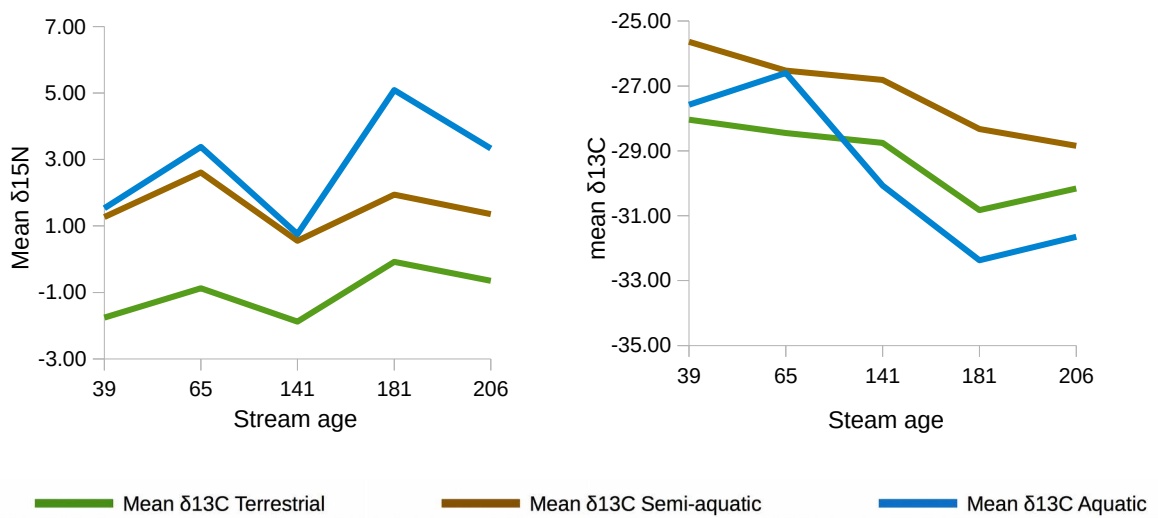 7.00
5.00
3.00
1.00
-1.00
-3.00
Mean δ15N
39 65 141 181 206
Stream age
-25.00
-27.00
-29.00
-31.00
-33.00
-35.00
mean δ13C
39 65 141 181 206
Steam age
Mean δ13C Terrestrial Mean δ13C Semi-aquatic Mean δ13C Aquatic